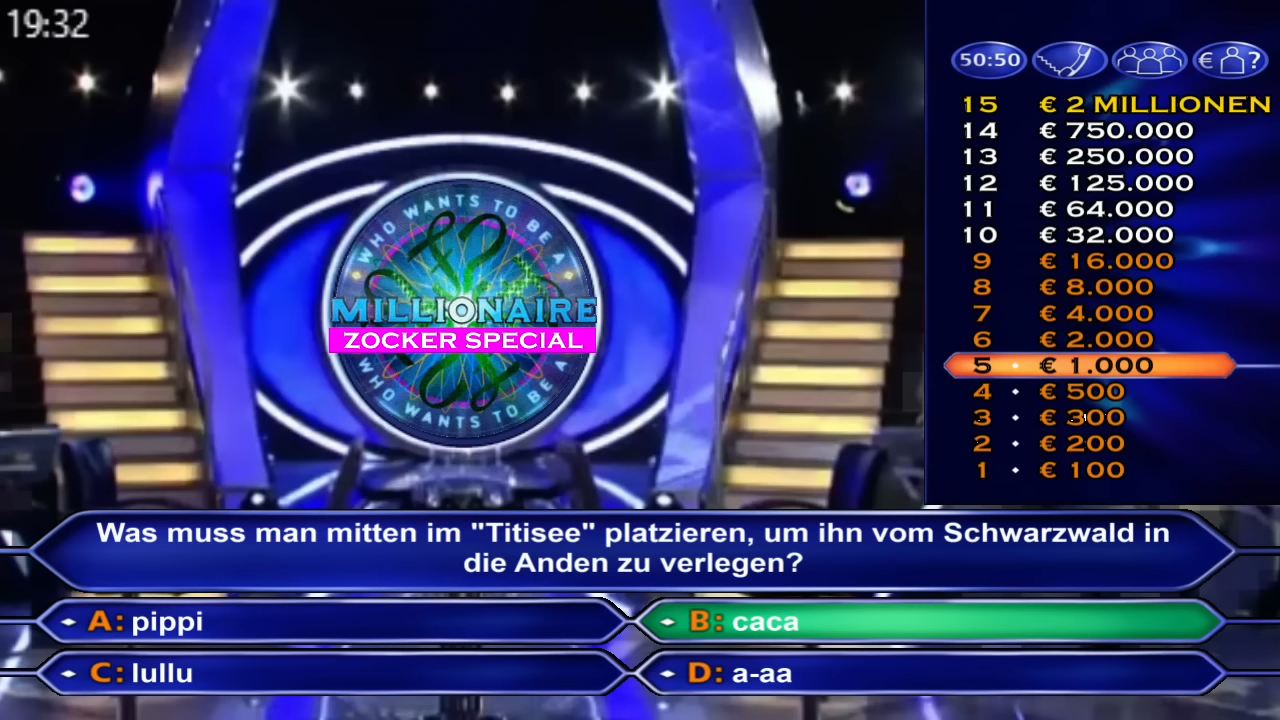 19:32
50:50
€ ?
15 € 2 MILLIONEN
14 € 750.000
13 € 250.000
12 € 125.000
11 € 64.000
10 € 32.000
9 € 16.000
8 € 8.000
7 € 4.000
6 € 2.000
5 € 1.000
4 € 500
3 € 300
2 € 200
1 € 100
WHO WANTS TO BE A
MILLIONAIRE
ZOCKER SPECIAL
WHO WANTS TO BE A
Was muss man mitten im "Titisee" platzieren, um ihn vom Schwarzwald in
die Anden zu verlegen?
A: pippi
B: caca
C: lullu
D: a-aa